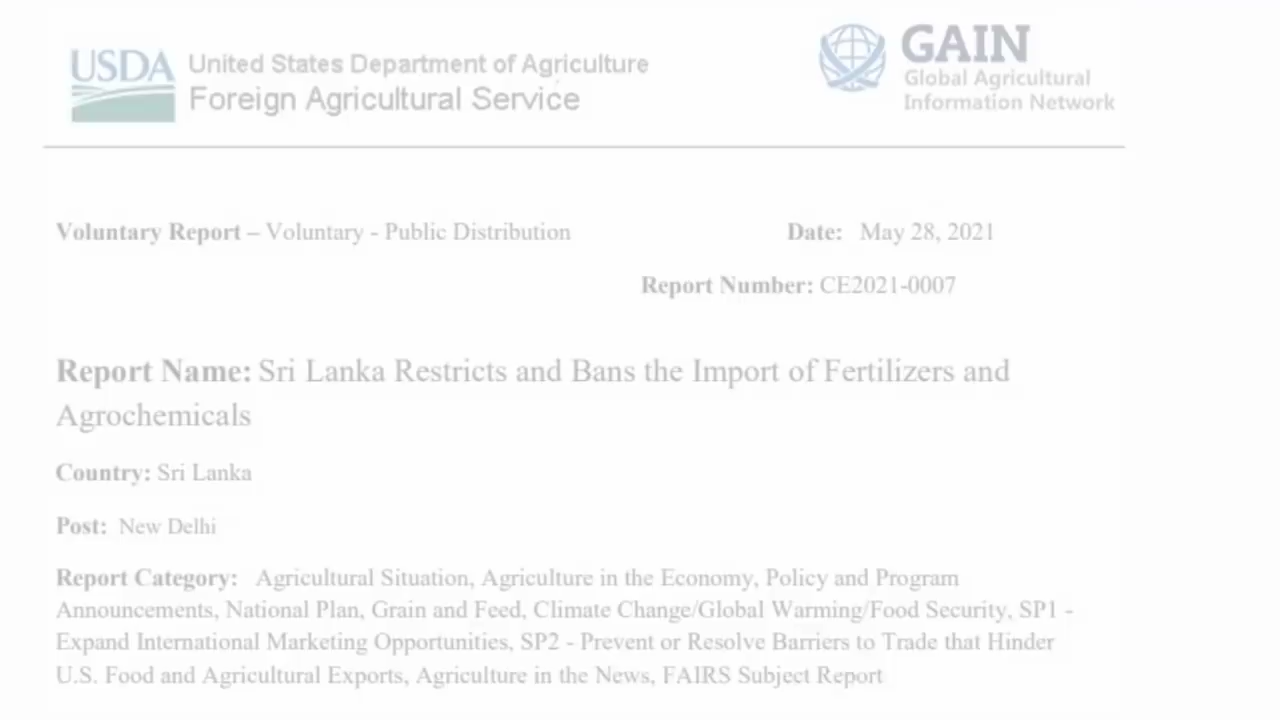 USDA
United States Department of Agriculture
Foreign Agricultural Service
GAIN
Global Agricultural
Information Network
Voluntary Report – Voluntary - Public Distribution
Date: May 28, 2021
Report Number: CE2021-0007
Report Name: Sri Lanka Restricts and Bans the Import of Fertilizers and
Agrochemicals
Country: Sri Lanka
Post: New Delhi
Report Category: Agricultural Situation, Agriculture in the Economy, Policy and Program
Announcements, National Plan, Grain and Feed, Climate Change/Global Warming/Food Security, SP1 -
Expand International Marketing Opportunities, SP2 - Prevent or Resolve Barriers to Trade that Hinder
U.S. Food and Agricultural Exports, Agriculture in the News, FAIRS Subject Report